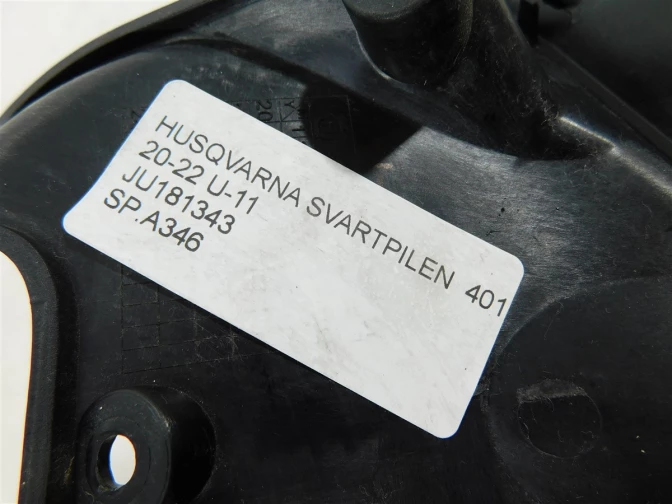 HUSQVARNA SVARTPILEN 401
20-22 U-11
JU181343
SP.A346